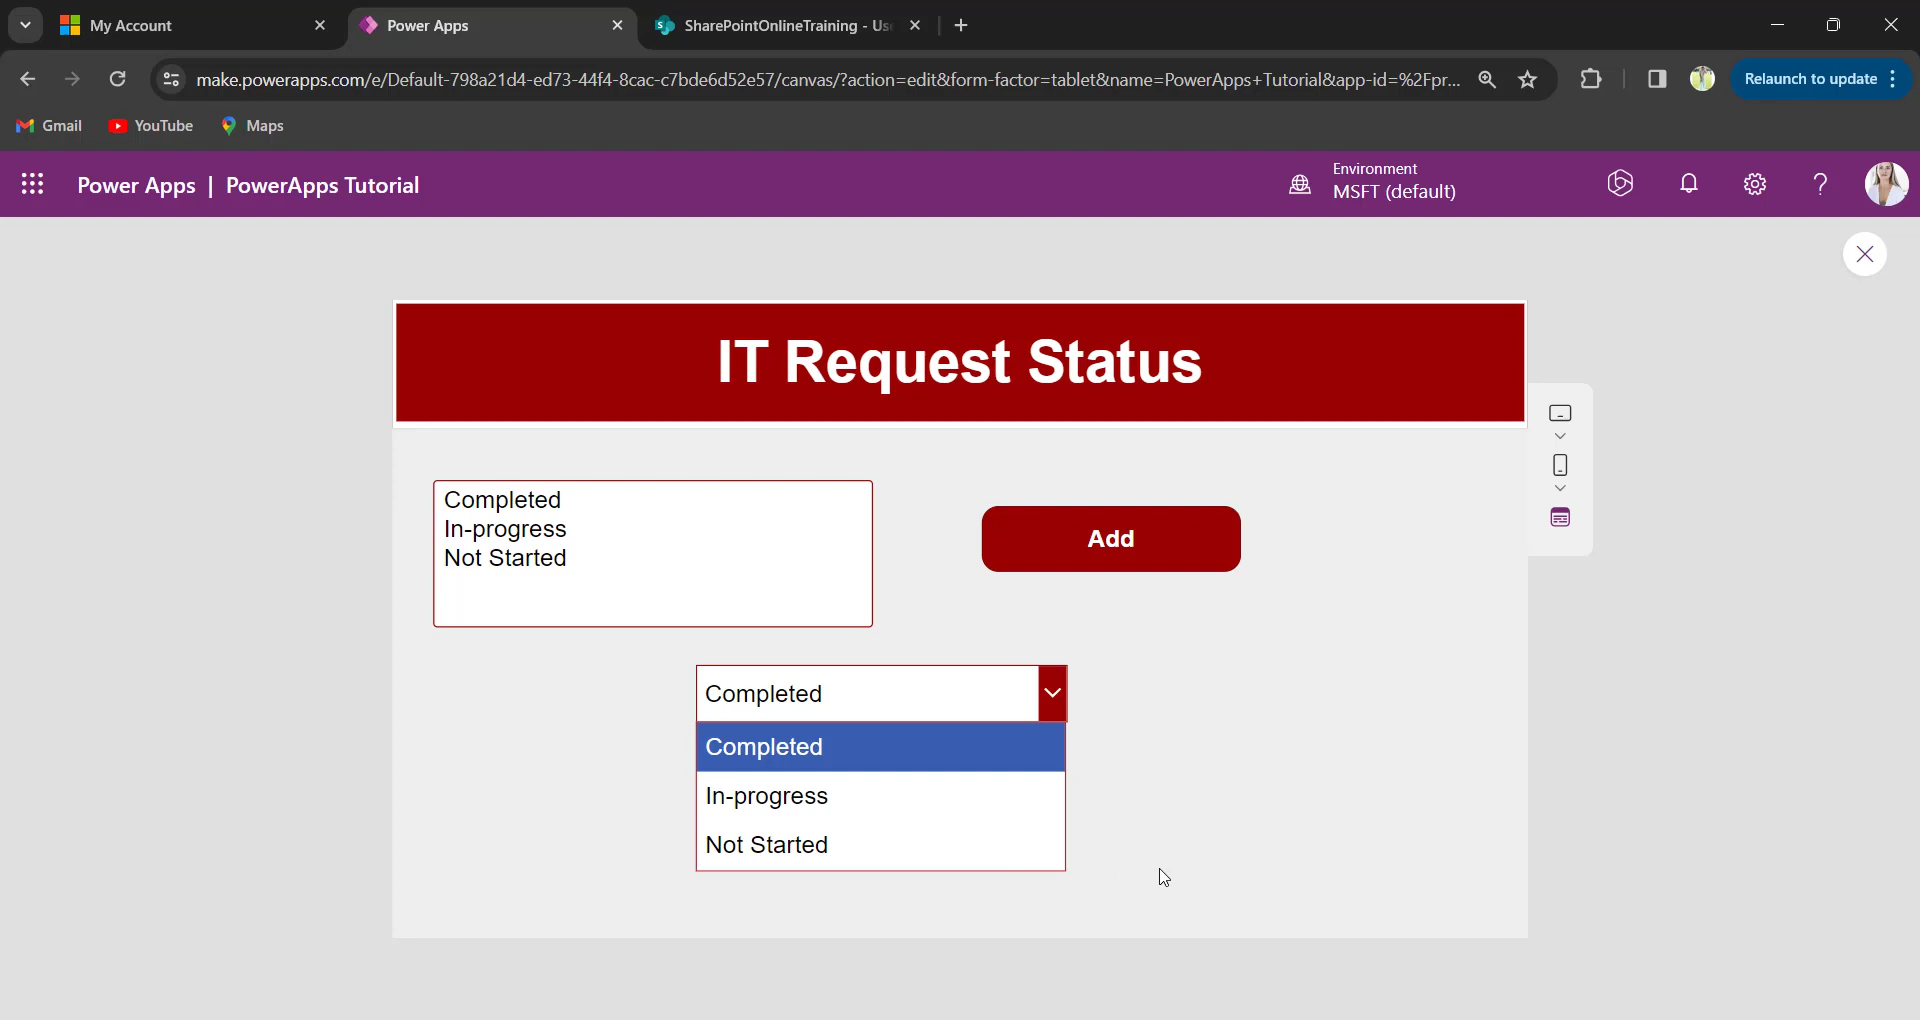 My Account
Power Apps
SharePointOnlineTraining - Us
make.powerapps.com/e/Default-798a21d4-ed73-44f4-8cac-c7bde6d52e57/canvas/?action=edit&form-factor=tablet&name=PowerApps+Tutorial&app-id=%2Fpr...
Relaunch to update
Gmail
YouTube
Maps
Power Apps | PowerApps Tutorial
Environment
MSFT (default)
IT Request Status
Completed
In-progress
Not Started
Add
Completed
Completed
In-progress
Not Started